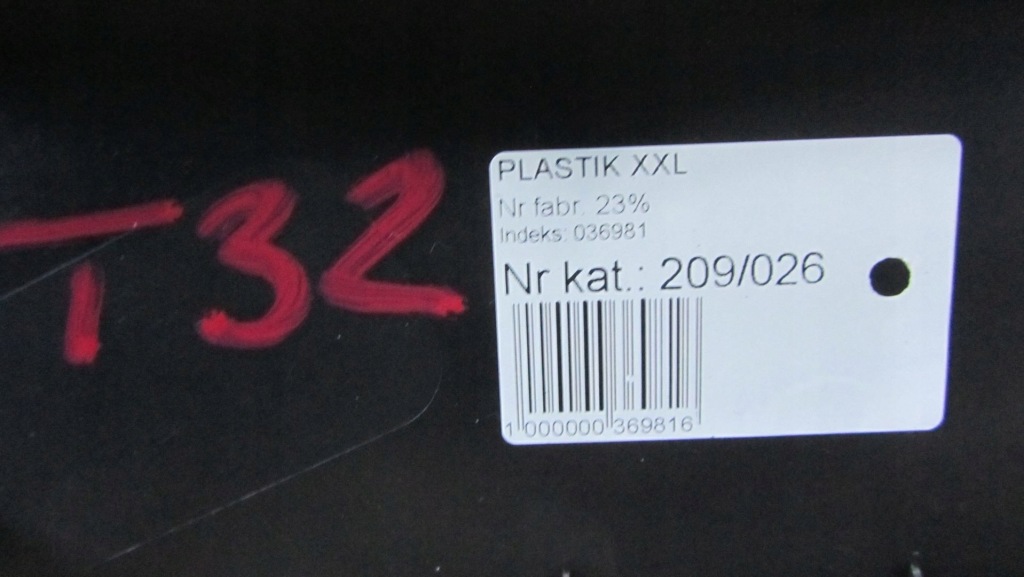 T32
PLASTIK XXL
Nr fabr. 23%
Indeks: 036981
Nr kat.: 209/026
1 000000 369816